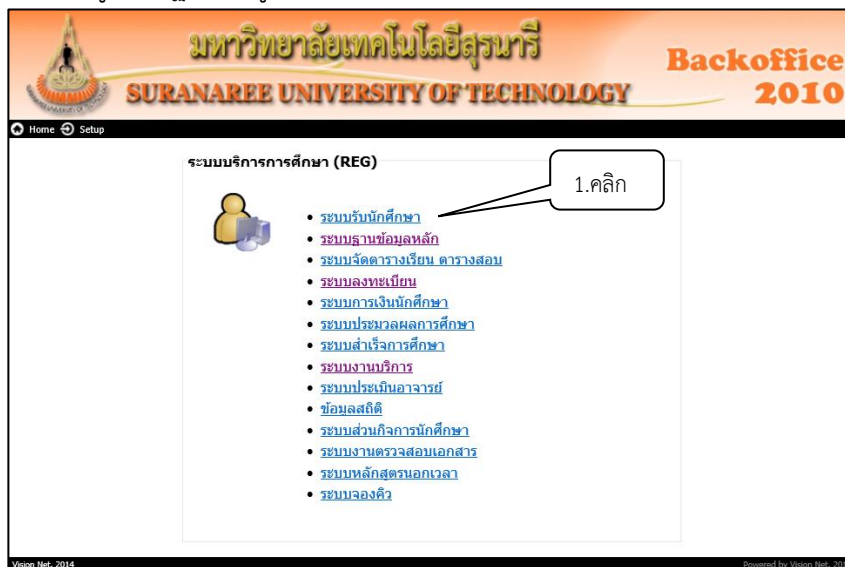 มหาวิทยาลัยเทคโนโลยีสุรนารี
SURANAREE UNIVERSITY OF TECHNOLOGY
Backoffice
2010
Home Setup
ระบบบริการการศึกษา (REG)
1.คลิก
ระบบรับนักศึกษา
ระบบฐานข้อมูลหลัก
ระบบจัดตารางเรียน ตารางสอบ
ระบบลงทะเบียน
ระบบการเงินนักศึกษา
ระบบประมวลผลการศึกษา
ระบบสำเร็จการศึกษา
ระบบงานบริการ
ระบบประเมินอาจารย์
ข้อมูลสถิติ
ระบบส่วนกิจการนักศึกษา
ระบบงานตรวจสอบเอกสาร
ระบบหลักสูตรนอกเวลา
ระบบจองคิว
Vision Net, 2014
Powered by Vision Net, 20